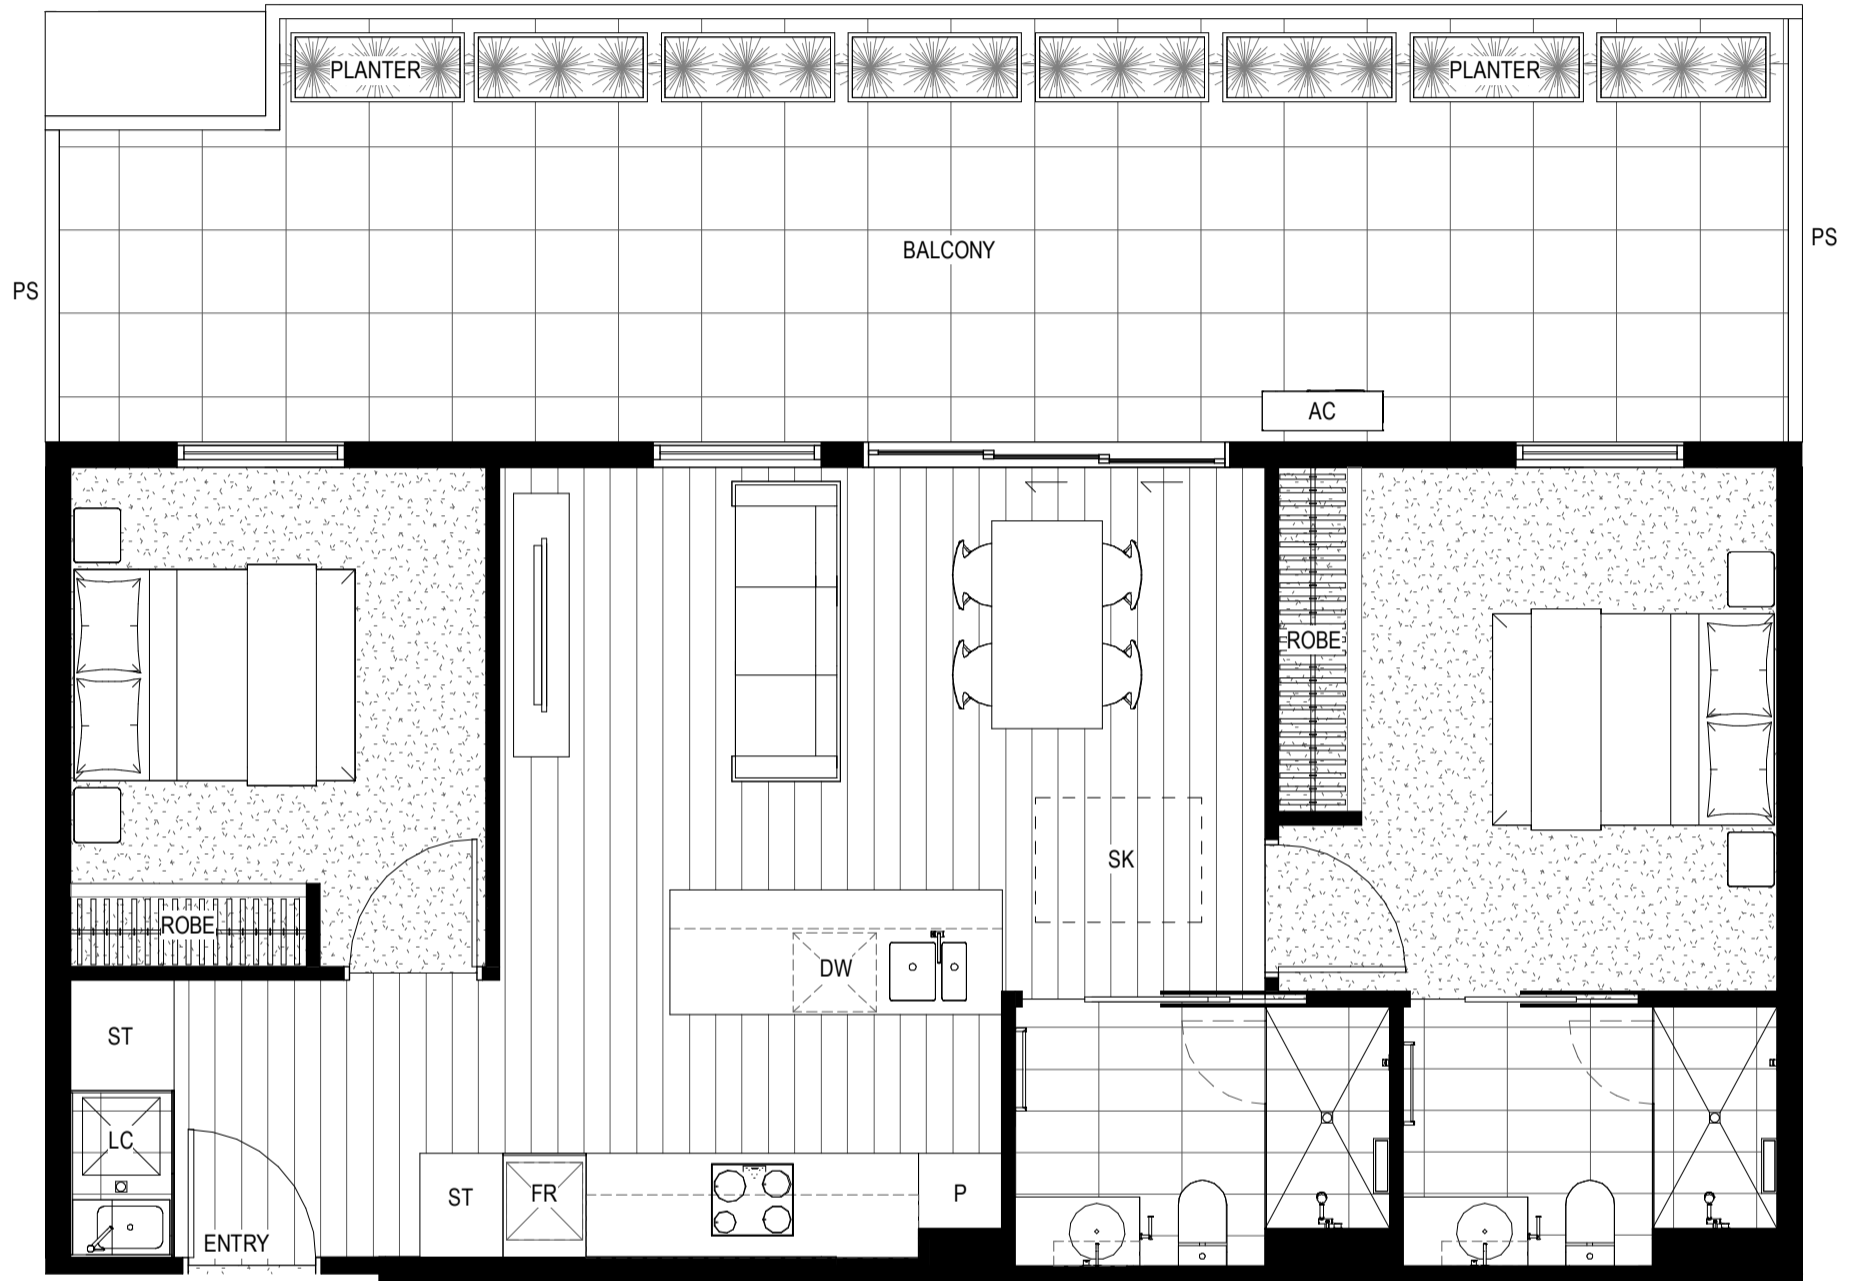 PLANTER
PLANTER
PS
BALCONY
PS
AC
ROBE
SK
ROBE
DW
ST
LC
ST
FR
P
ENTRY